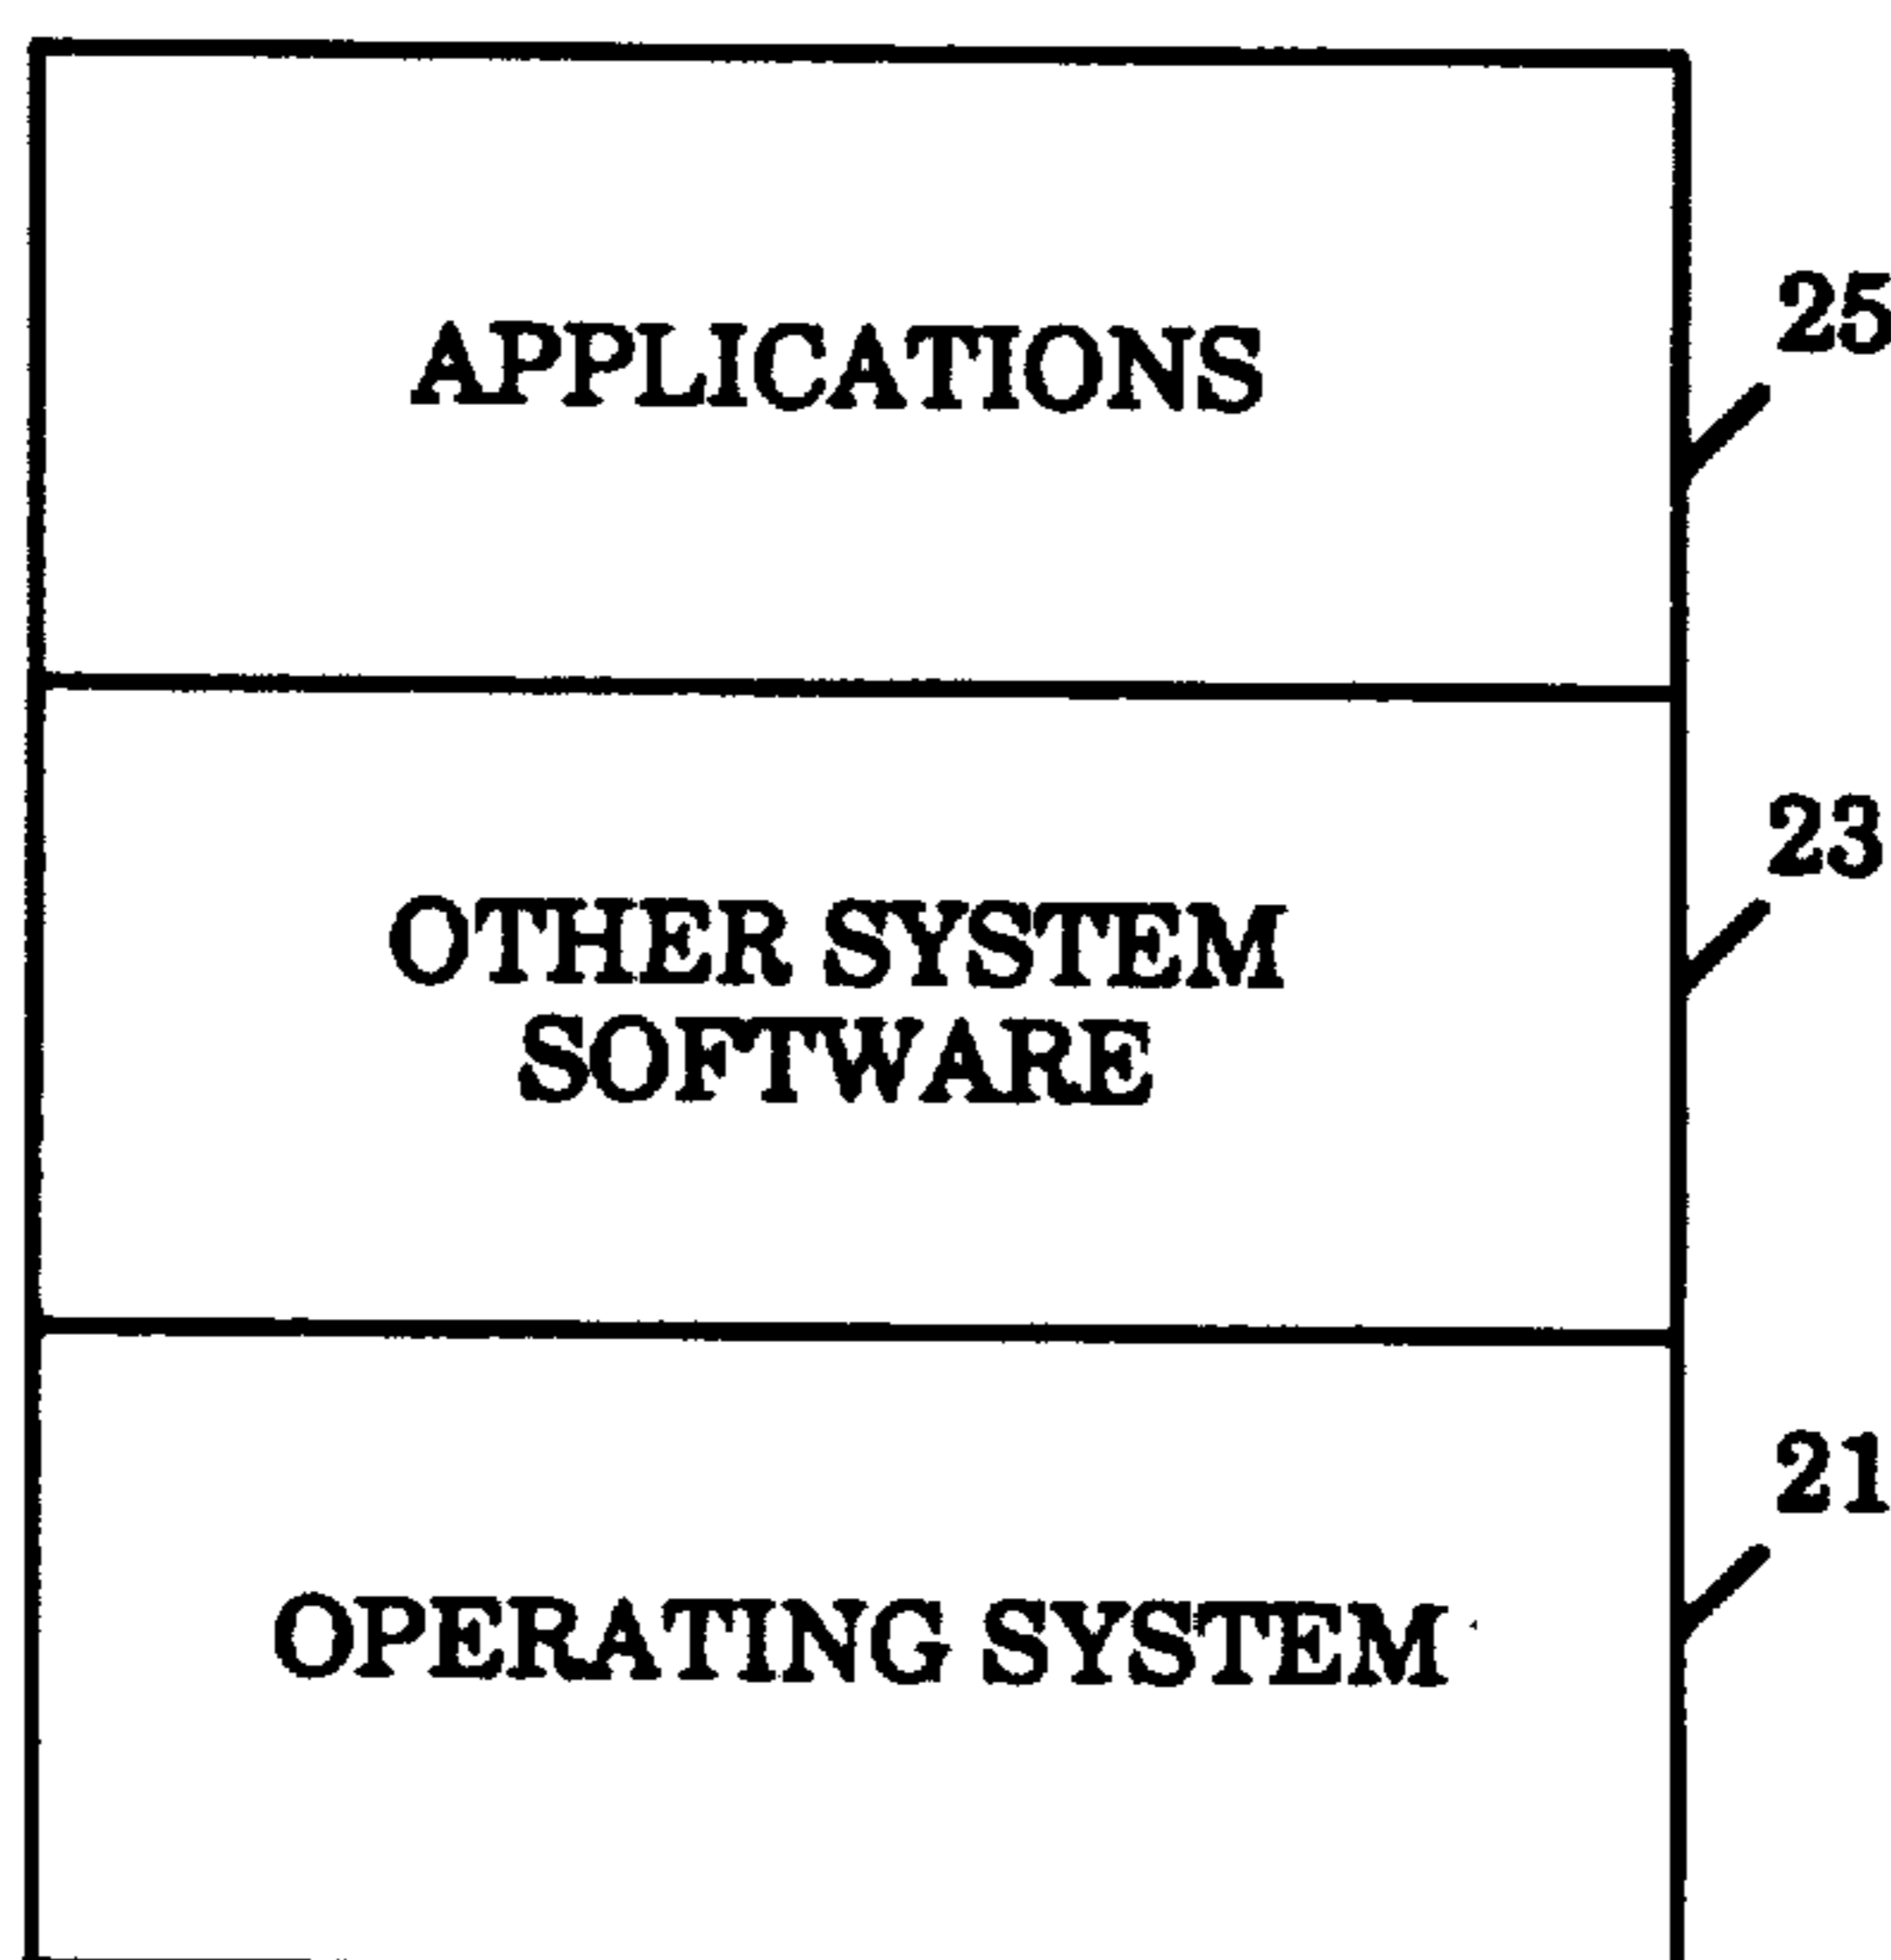 APPLICATIONS
25
OTHER SYSTEM
SOFTWARE
23
OPERATING SYSTEM
21